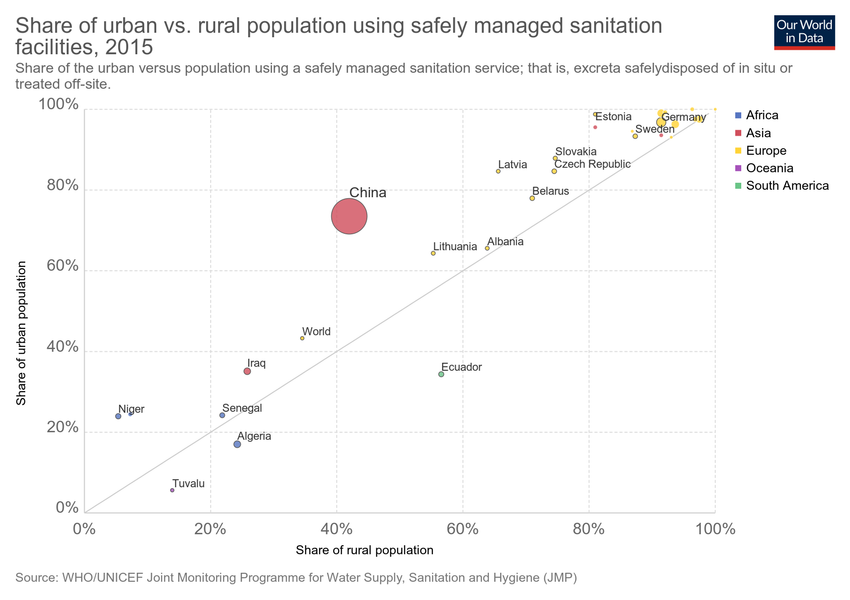 Share of urban vs. rural population using safely managed sanitation
facilities, 2015
Our World
in Data
Share of the urban versus population using a safely managed sanitation service; that is, excreta safelydisposed of in situ or
treated off-site.
100%
80%
60%
40%
20%
0%
Share of urban population
Estonia
Germany
Sweden
Slovakia
Latvia
Czech Republic
China
Belarus
Lithuania
Albania
World
Iraq
Ecuador
Niger
Senegal
Algeria
Tuvalu
Africa
Asia
Europe
Oceania
South America
0%
20%
40%
60%
80%
100%
Share of rural population
Source: WHO/UNICEF Joint Monitoring Programme for Water Supply, Sanitation and Hygiene (JMP)